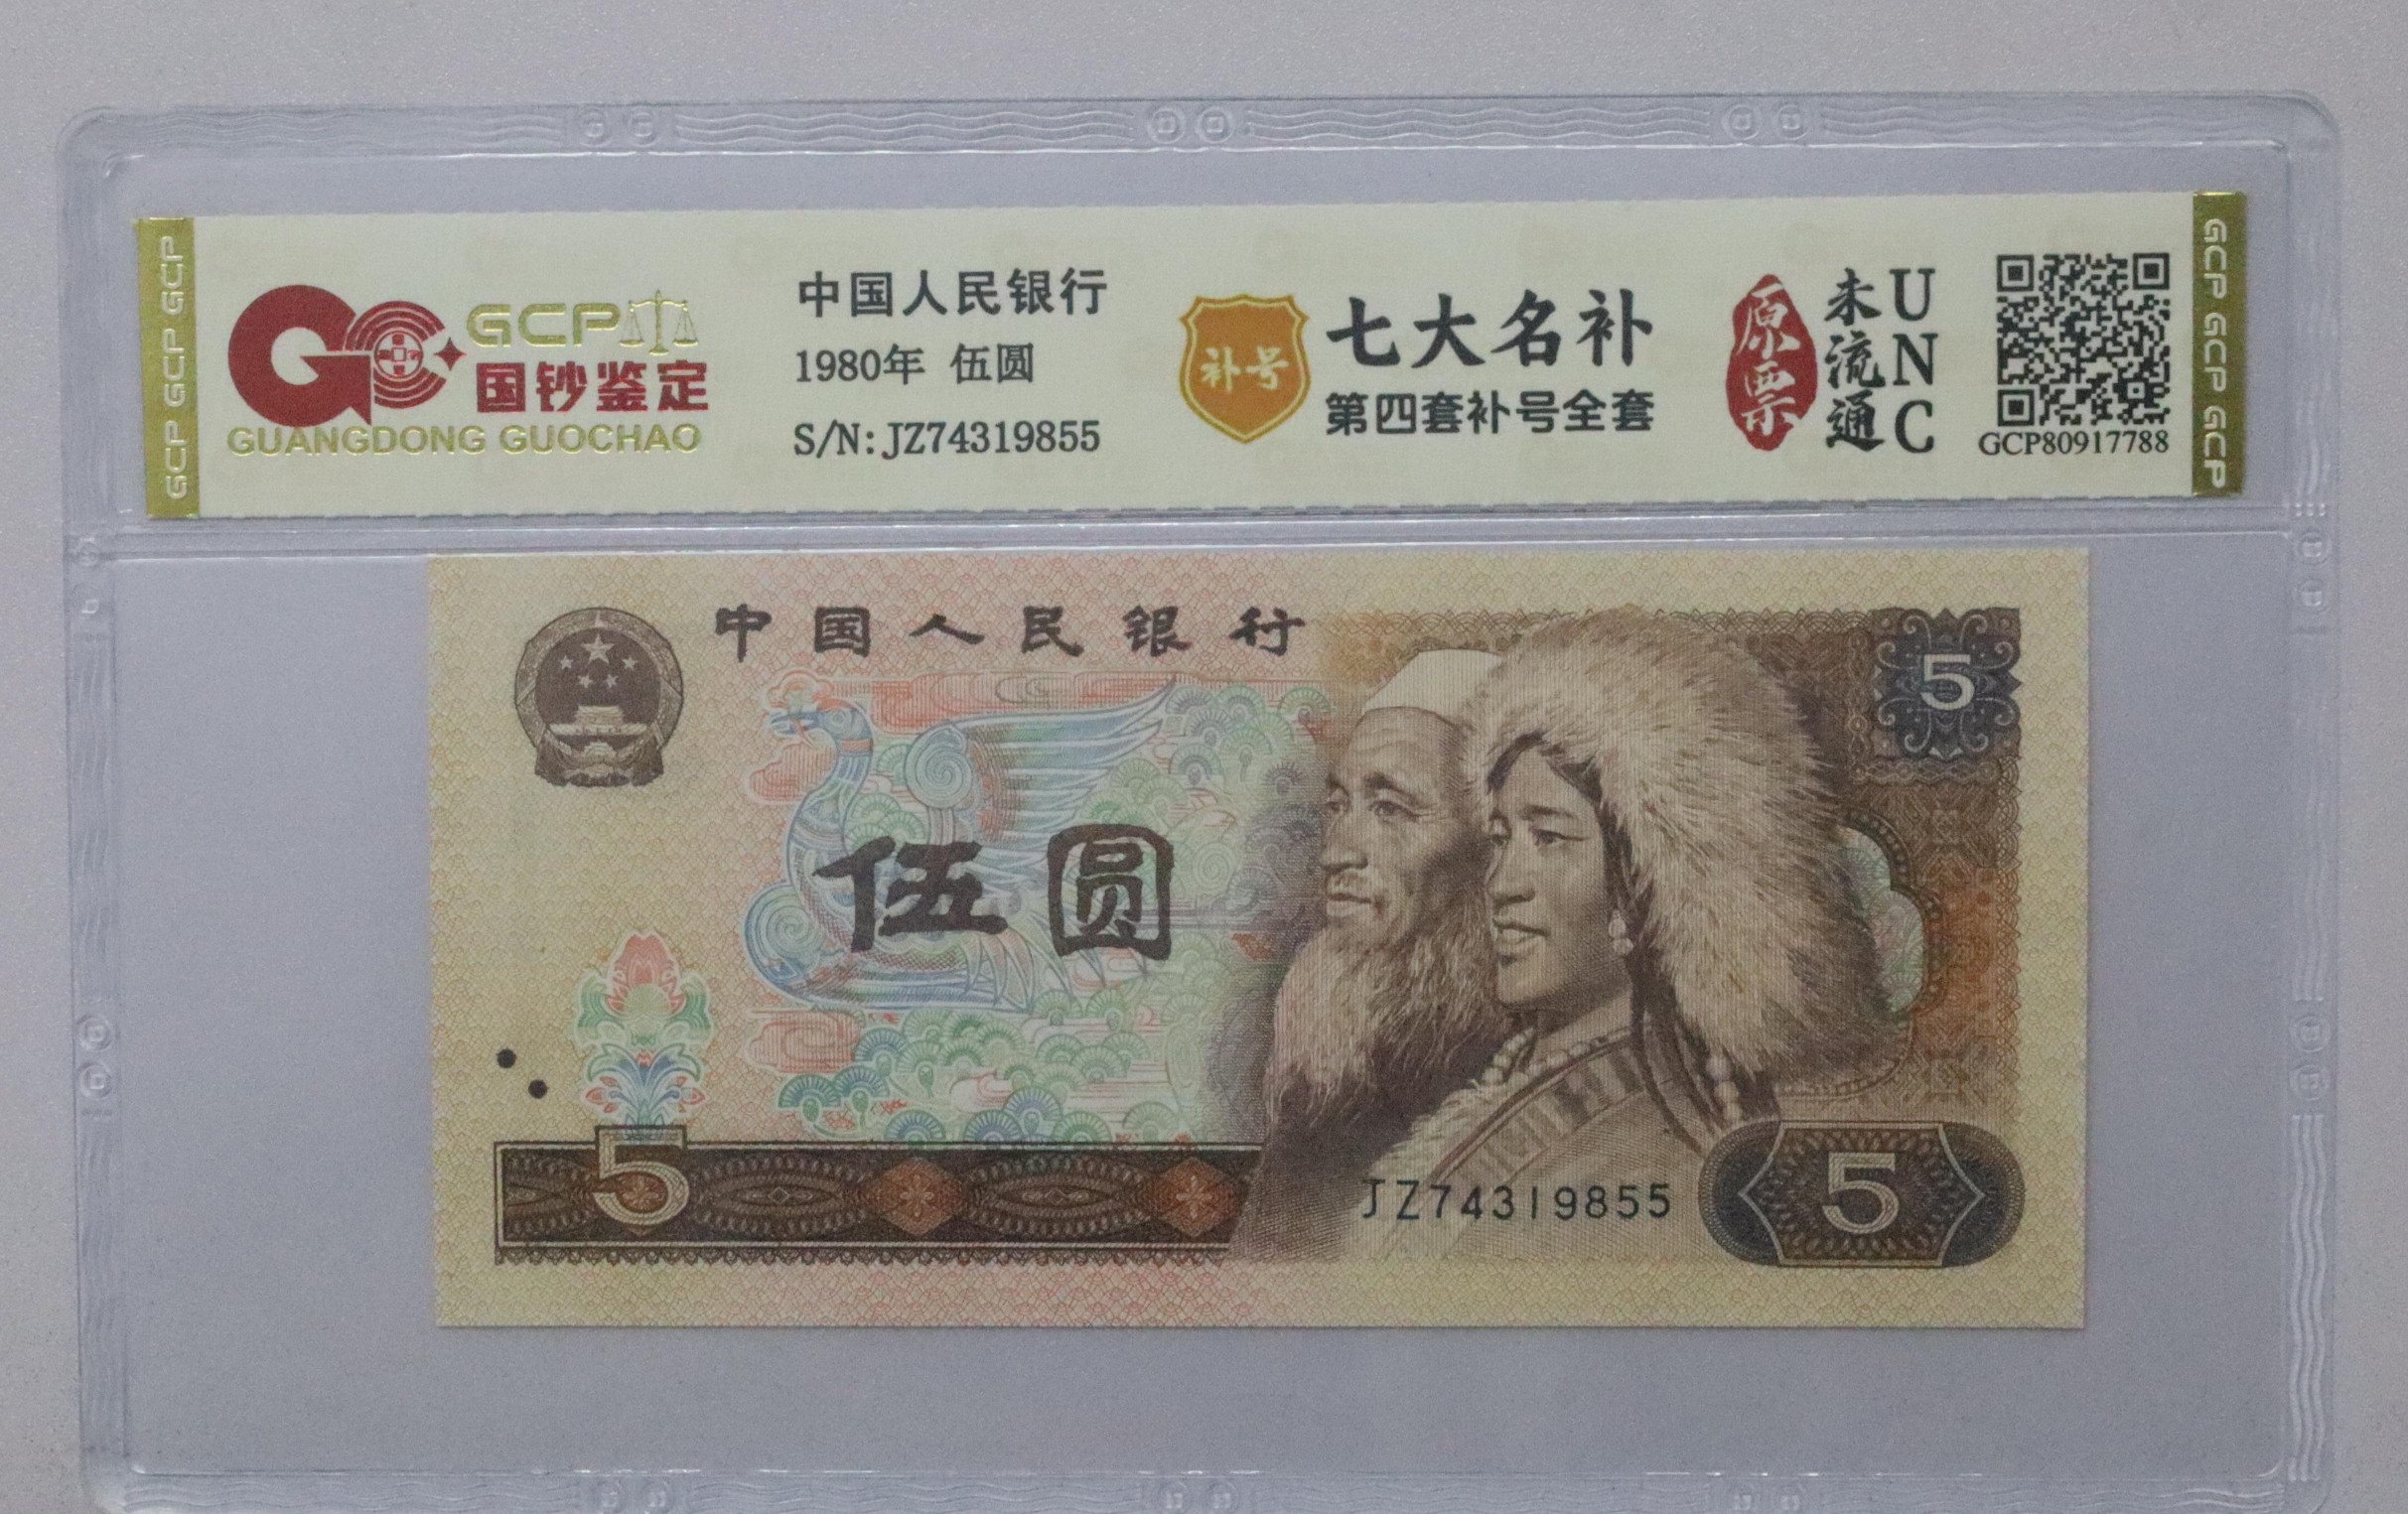 GCP GCP GCP
GCP
国钞鉴定
GUANGDONG GUOCHAO
中国人民银行
1980年 伍圆
S/N: JZ74319855
补号
七大名补
第四套补号全套
原票
未流通
UNC
GCP80917788
GCP GCP GCP
中国人民银行
5
伍圆
5
JZ74319855
5